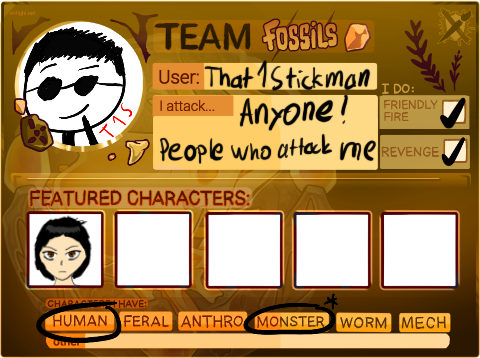 TEAM FOSSILS
User: That1Stickman
I attack... Anyone!
People who attack me
I DO:
FRIENDLY FIRE
REVENGE
T1S
FEATURED CHARACTERS:
CHARACTERS I HAVE:
HUMAN FERAL ANTHRO MONSTER* WORM MECH
other